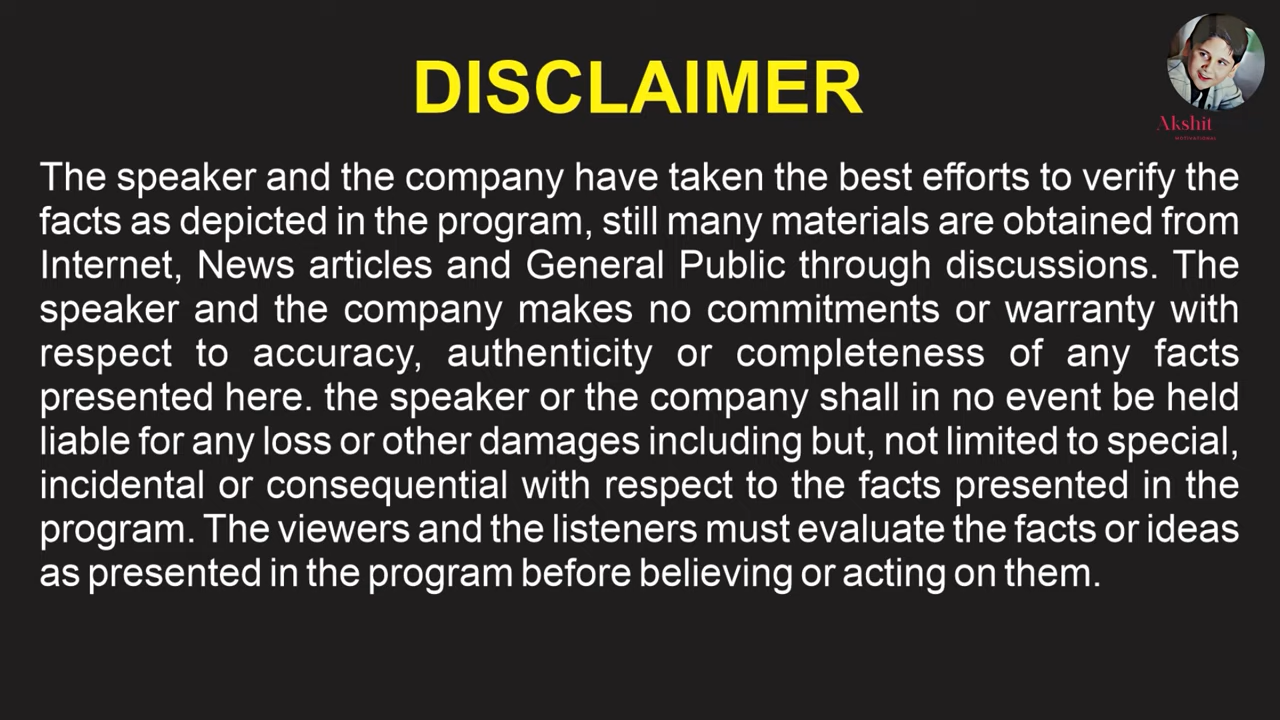 DISCLAIMER
Akshit
MOTIVATIONAL
The speaker and the company have taken the best efforts to verify the
facts as depicted in the program, still many materials are obtained from
Internet, News articles and General Public through discussions. The
speaker and the company makes no commitments or warranty with
respect to accuracy, authenticity or completeness of any facts
presented here. the speaker or the company shall in no event be held
liable for any loss or other damages including but, not limited to special,
incidental or consequential with respect to the facts presented in the
program. The viewers and the listeners must evaluate the facts or ideas
as presented in the program before believing or acting on them.